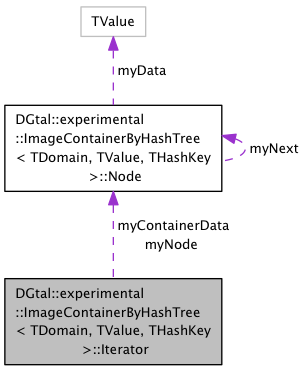 TValue
myData
DGtal::experimental
::ImageContainerByHashTree
< TDomain, TValue, THashKey
>::Node
myNext
myContainerData
myNode
DGtal::experimental
::ImageContainerByHashTree
< TDomain, TValue, THashKey
>::Iterator